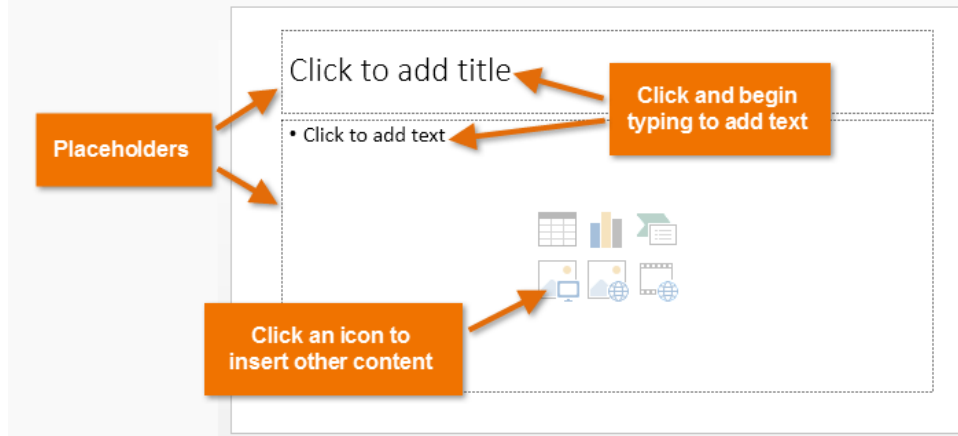 Click to add title
Click and begin
typing to add text
Placeholders
• Click to add text
Click an icon to
insert other content